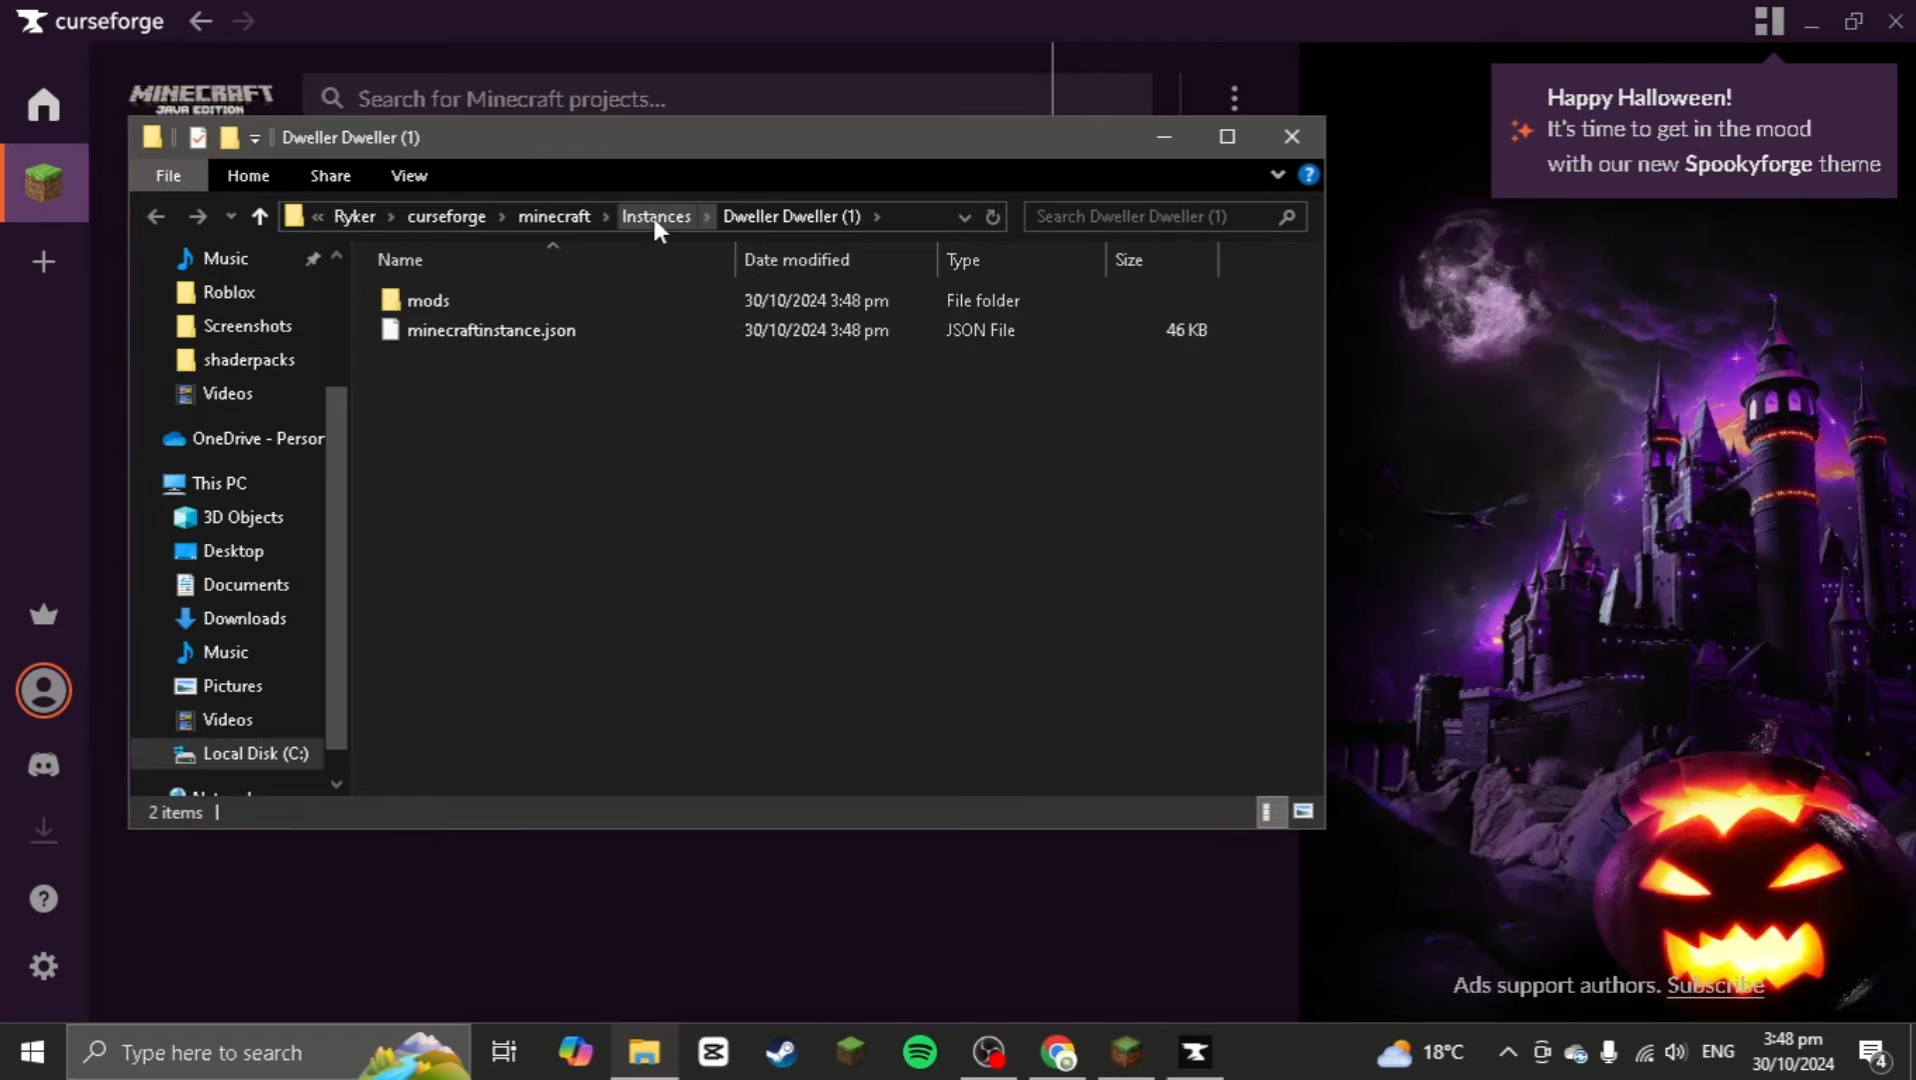 curseforge
MINECRAFT
JAVA EDITION
Search for Minecraft projects...
Happy Halloween!
It's time to get in the mood
with our new Spookyforge theme
Dweller Dweller (1)
File Home Share View
« Ryker > curseforge > minecraft > Instances > Dweller Dweller (1) >
Search Dweller Dweller (1)
Name Date modified Type Size
mods 30/10/2024 3:48 pm File folder
minecraftinstance.json 30/10/2024 3:48 pm JSON File 46 KB
Music
Roblox
Screenshots
shaderpacks
Videos
OneDrive - Person
This PC
3D Objects
Desktop
Documents
Downloads
Music
Pictures
Videos
Local Disk (C:)
2 items
Ads support authors. Subscribe
Type here to search
18°C
ENG
3:48 pm
30/10/2024
4